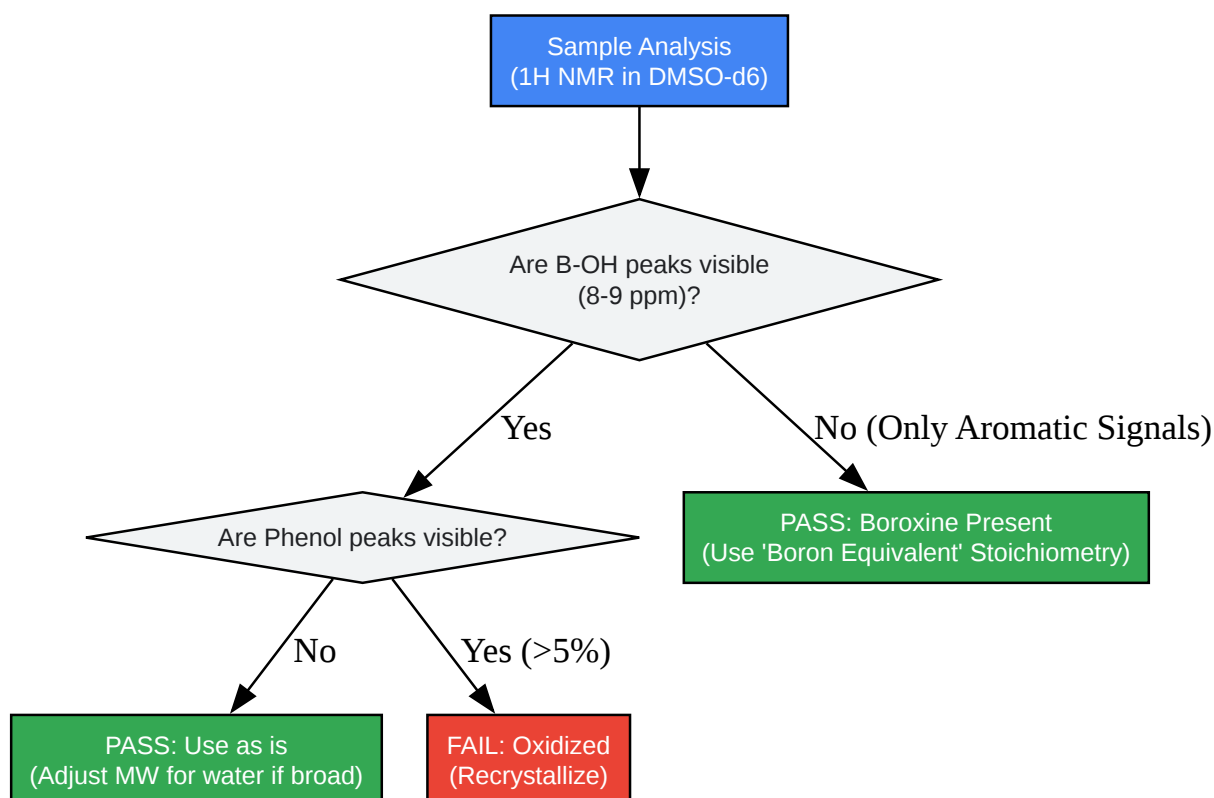 Sample Analysis
(1H NMR in DMSO-d6)
Are B-OH peaks visible
(8-9 ppm)?
Yes
No (Only Aromatic Signals)
Are Phenol peaks visible?
PASS: Boroxine Present
(Use 'Boron Equivalent' Stoichiometry)
No
Yes (>5%)
PASS: Use as is
(Adjust MW for water if broad)
FAIL: Oxidized
(Recrystallize)